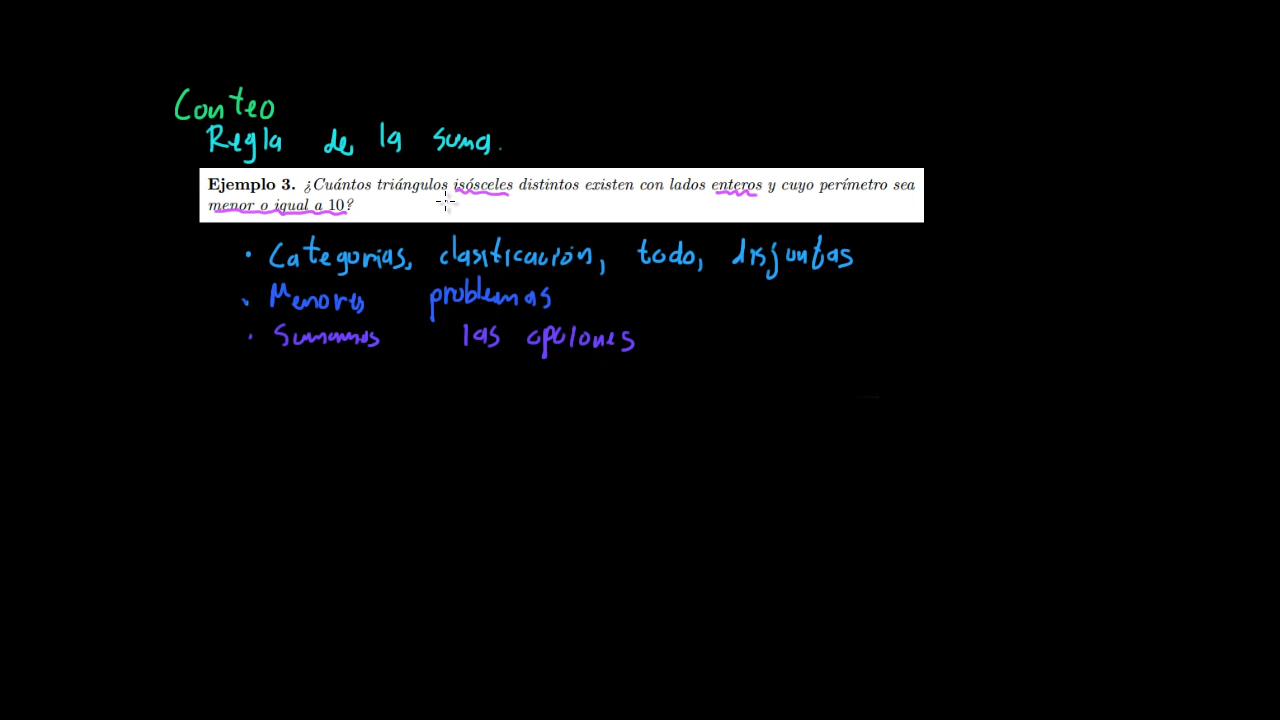 Conteo
Regla de la suma.
Ejemplo 3. ¿Cuántos triángulos isósceles distintos existen con lados enteros y cuyo perímetro sea
menor o igual a 10?
· Categorias, clasificación, todo, disjuntas
· Menores problemas
· Sumamos las opciones